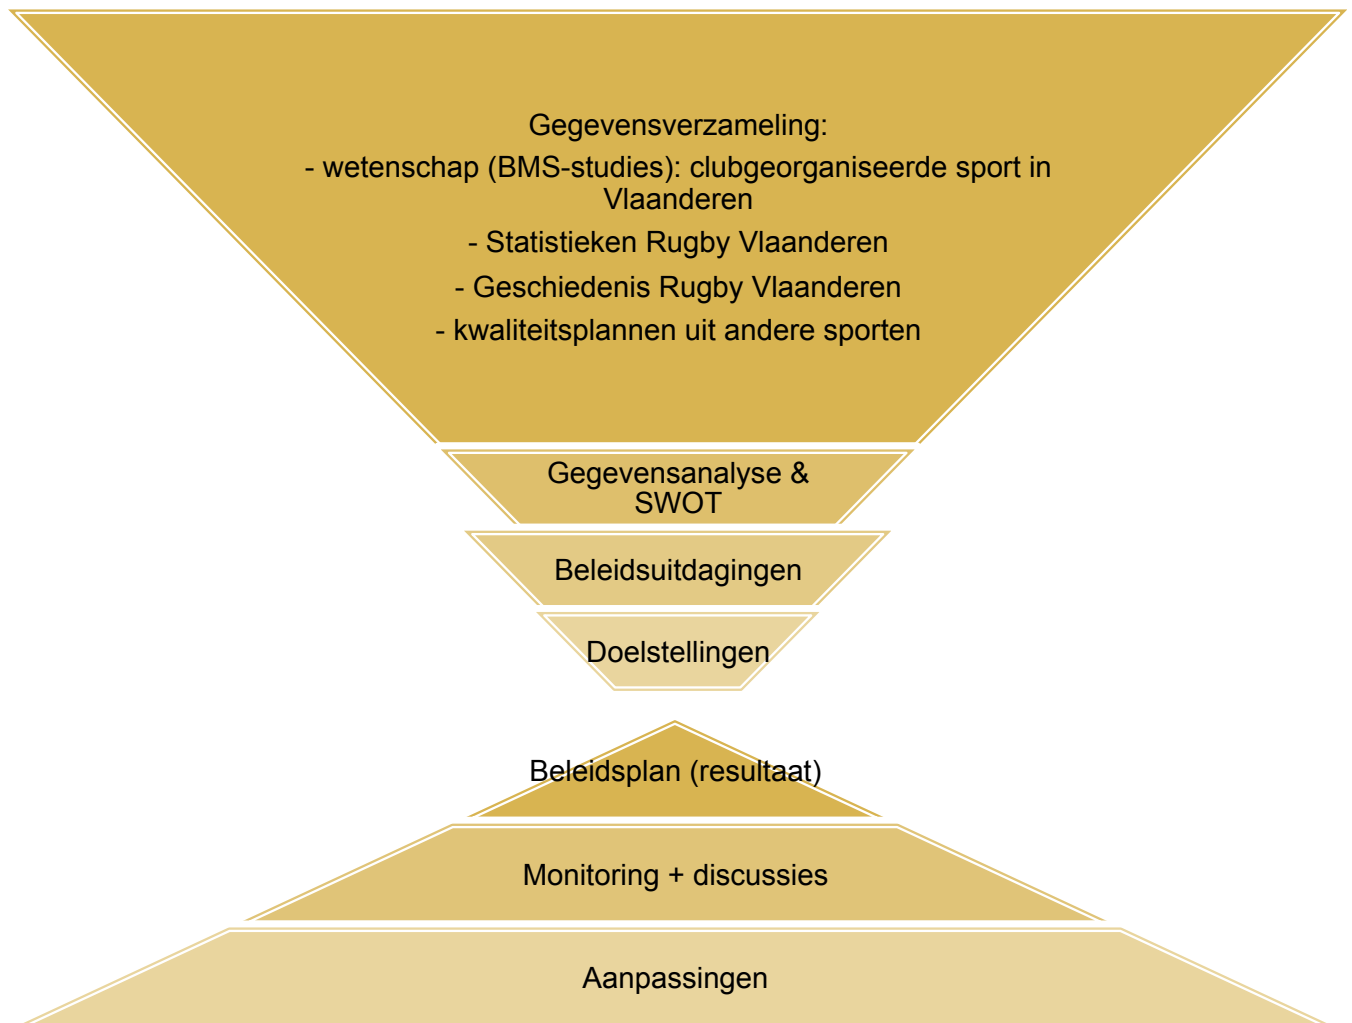 Gegevensverzameling:
- wetenschap (BMS-studies): clubgeorganiseerde sport in
Vlaanderen
- Statistieken Rugby Vlaanderen
- Geschiedenis Rugby Vlaanderen
- kwaliteitsplannen uit andere sporten
Gegevensanalyse &
SWOT
Beleidsuitdagingen
Doelstellingen
Beleidsplan (resultaat)
Monitoring + discussies
Aanpassingen